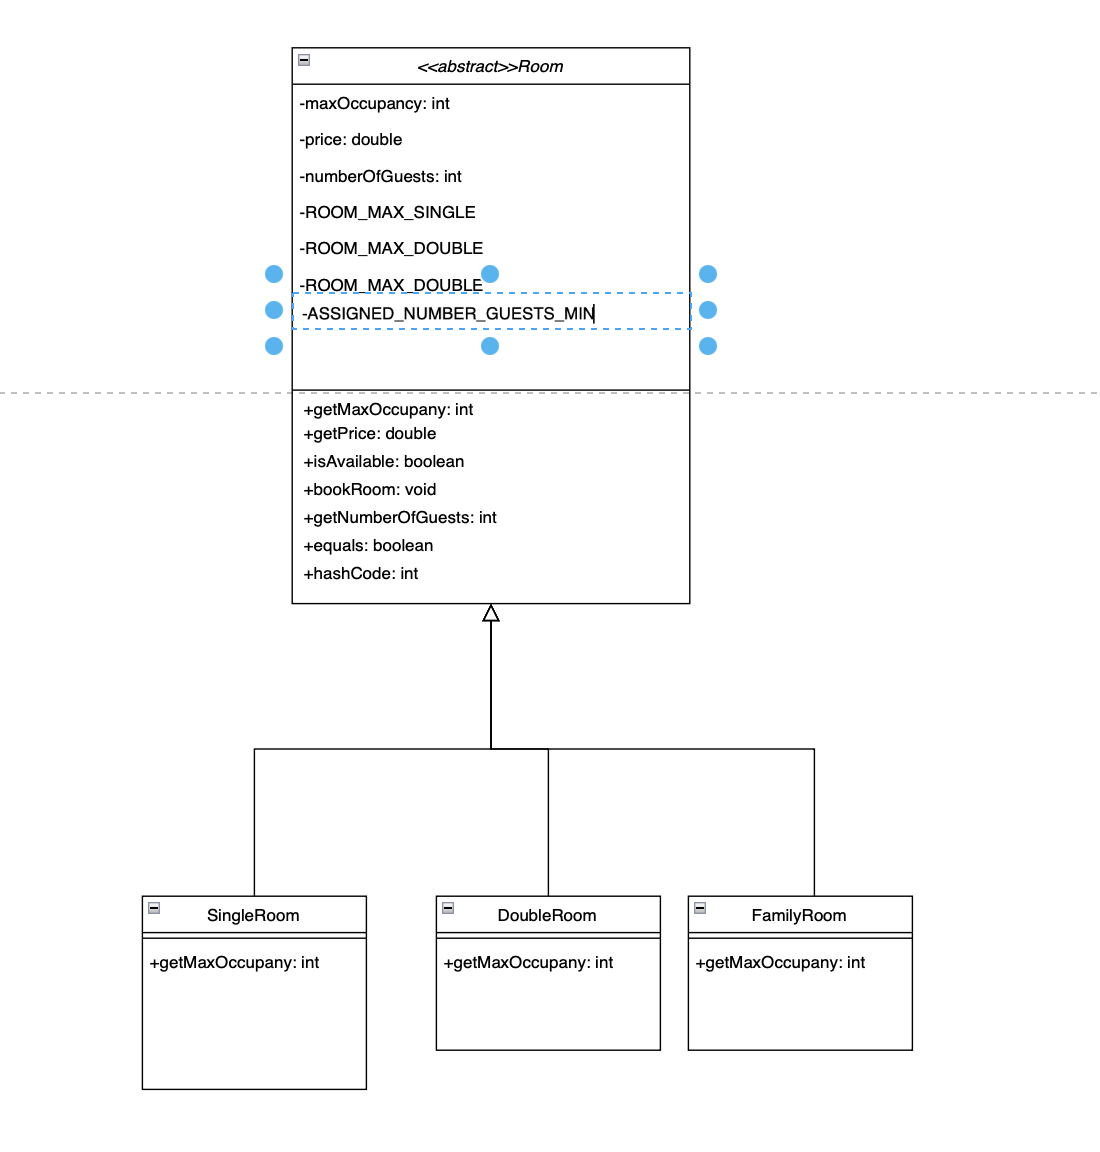 <<abstract>>Room
-maxOccupancy: int
-price: double
-numberOfGuests: int
-ROOM_MAX_SINGLE
-ROOM_MAX_DOUBLE
-ROOM_MAX_DOUBLE
-ASSIGNED_NUMBER_GUESTS_MIN
+getMaxOccupany: int
+getPrice: double
+isAvailable: boolean
+bookRoom: void
+getNumberOfGuests: int
+equals: boolean
+hashCode: int
SingleRoom
+getMaxOccupany: int
DoubleRoom
+getMaxOccupany: int
FamilyRoom
+getMaxOccupany: int